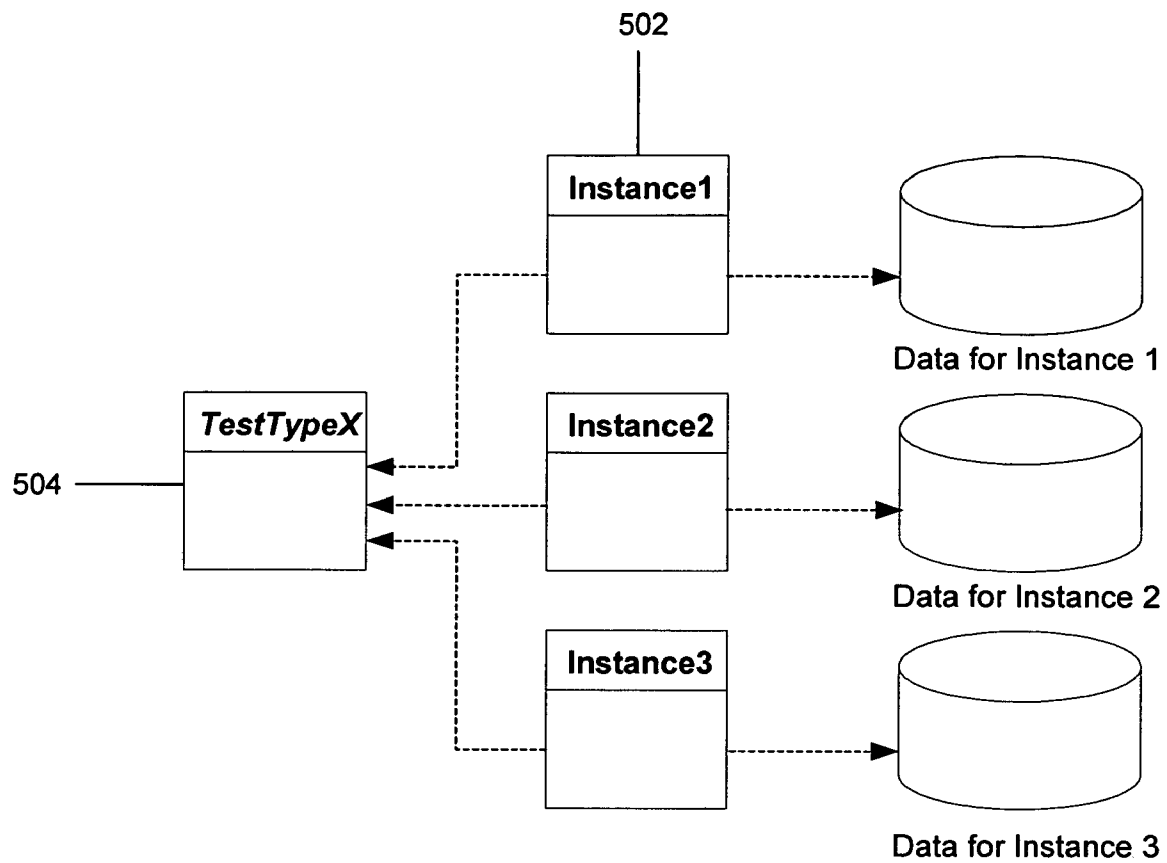 502
Instance1
Data for Instance 1
TestTypeX
Instance2
504
Data for Instance 2
Instance3
Data for Instance 3